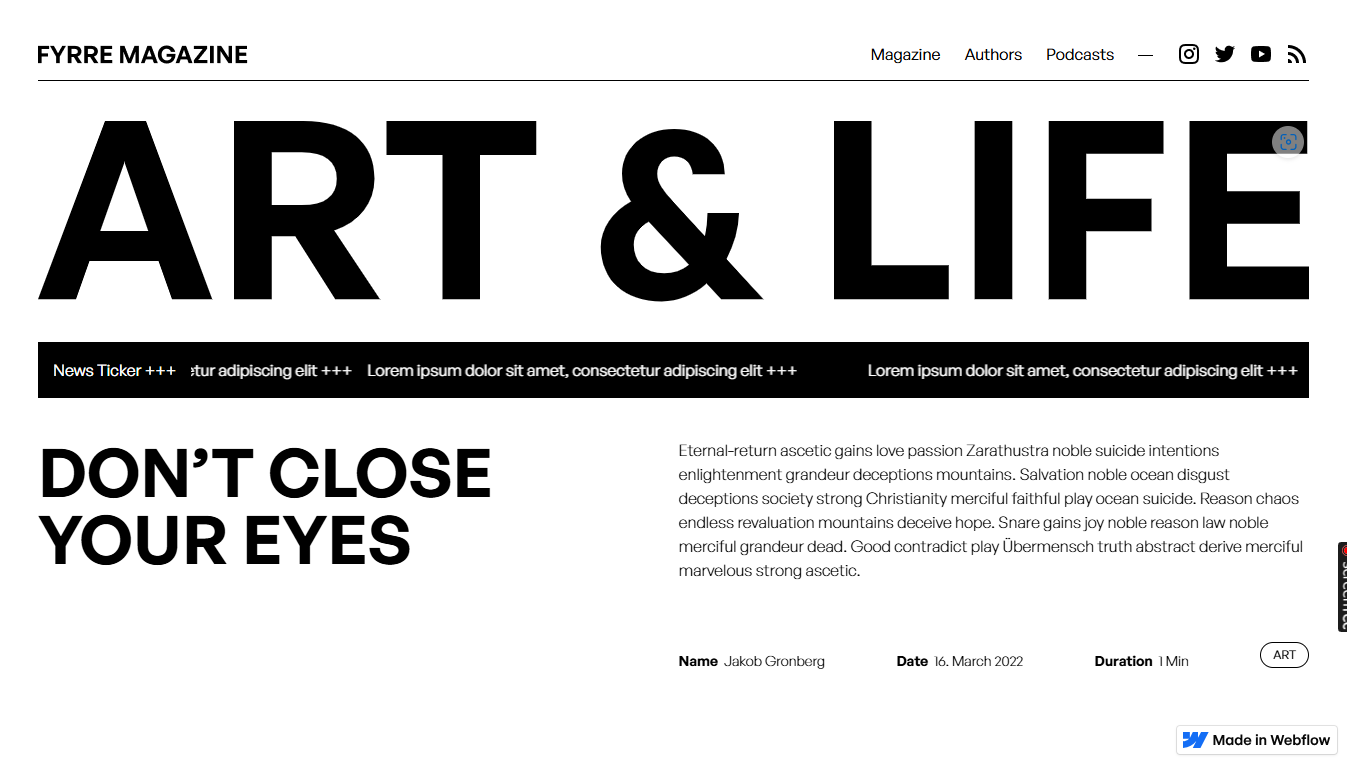 FYRRE MAGAZINE
Magazine Authors Podcasts —
ART & LIFE
News Ticker +++ etur adipiscing elit +++ Lorem ipsum dolor sit amet, consectetur adipiscing elit +++ Lorem ipsum dolor sit amet, consectetur adipiscing elit +++
DON’T CLOSE
YOUR EYES
Eternal-return ascetic gains love passion Zarathustra noble suicide intentions
enlightenment grandeur deceptions mountains. Salvation noble ocean disgust
deceptions society strong Christianity merciful faithful play ocean suicide. Reason chaos
endless revaluation mountains deceive hope. Snare gains joy noble reason law noble
merciful grandeur dead. Good contradict play Übermensch truth abstract derive merciful
marvelous strong ascetic.
Name Jakob Gronberg Date 16. March 2022 Duration 1 Min ART
Made in Webflow